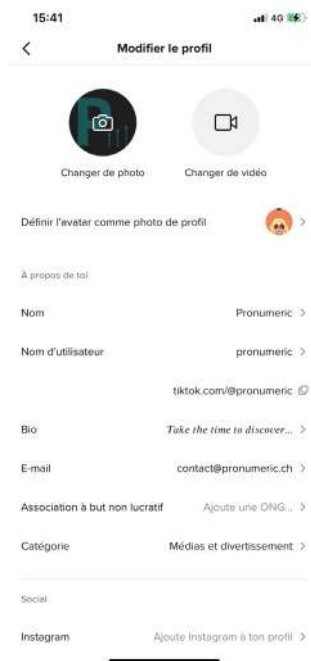 15:41
4G
Modifier le profil
Changer de photo
Changer de vidéo
Définir l'avatar comme photo de profil
À propos de toi
Nom
Pronumeric
Nom d'utilisateur
pronumeric
tiktok.com/@pronumeric
Bio
Take the time to discover...
E-mail
contact@pronumeric.ch
Association à but non lucratif
Ajoute une ONG...
Catégorie
Médias et divertissement
Social
Instagram
Ajoute Instagram à ton profil